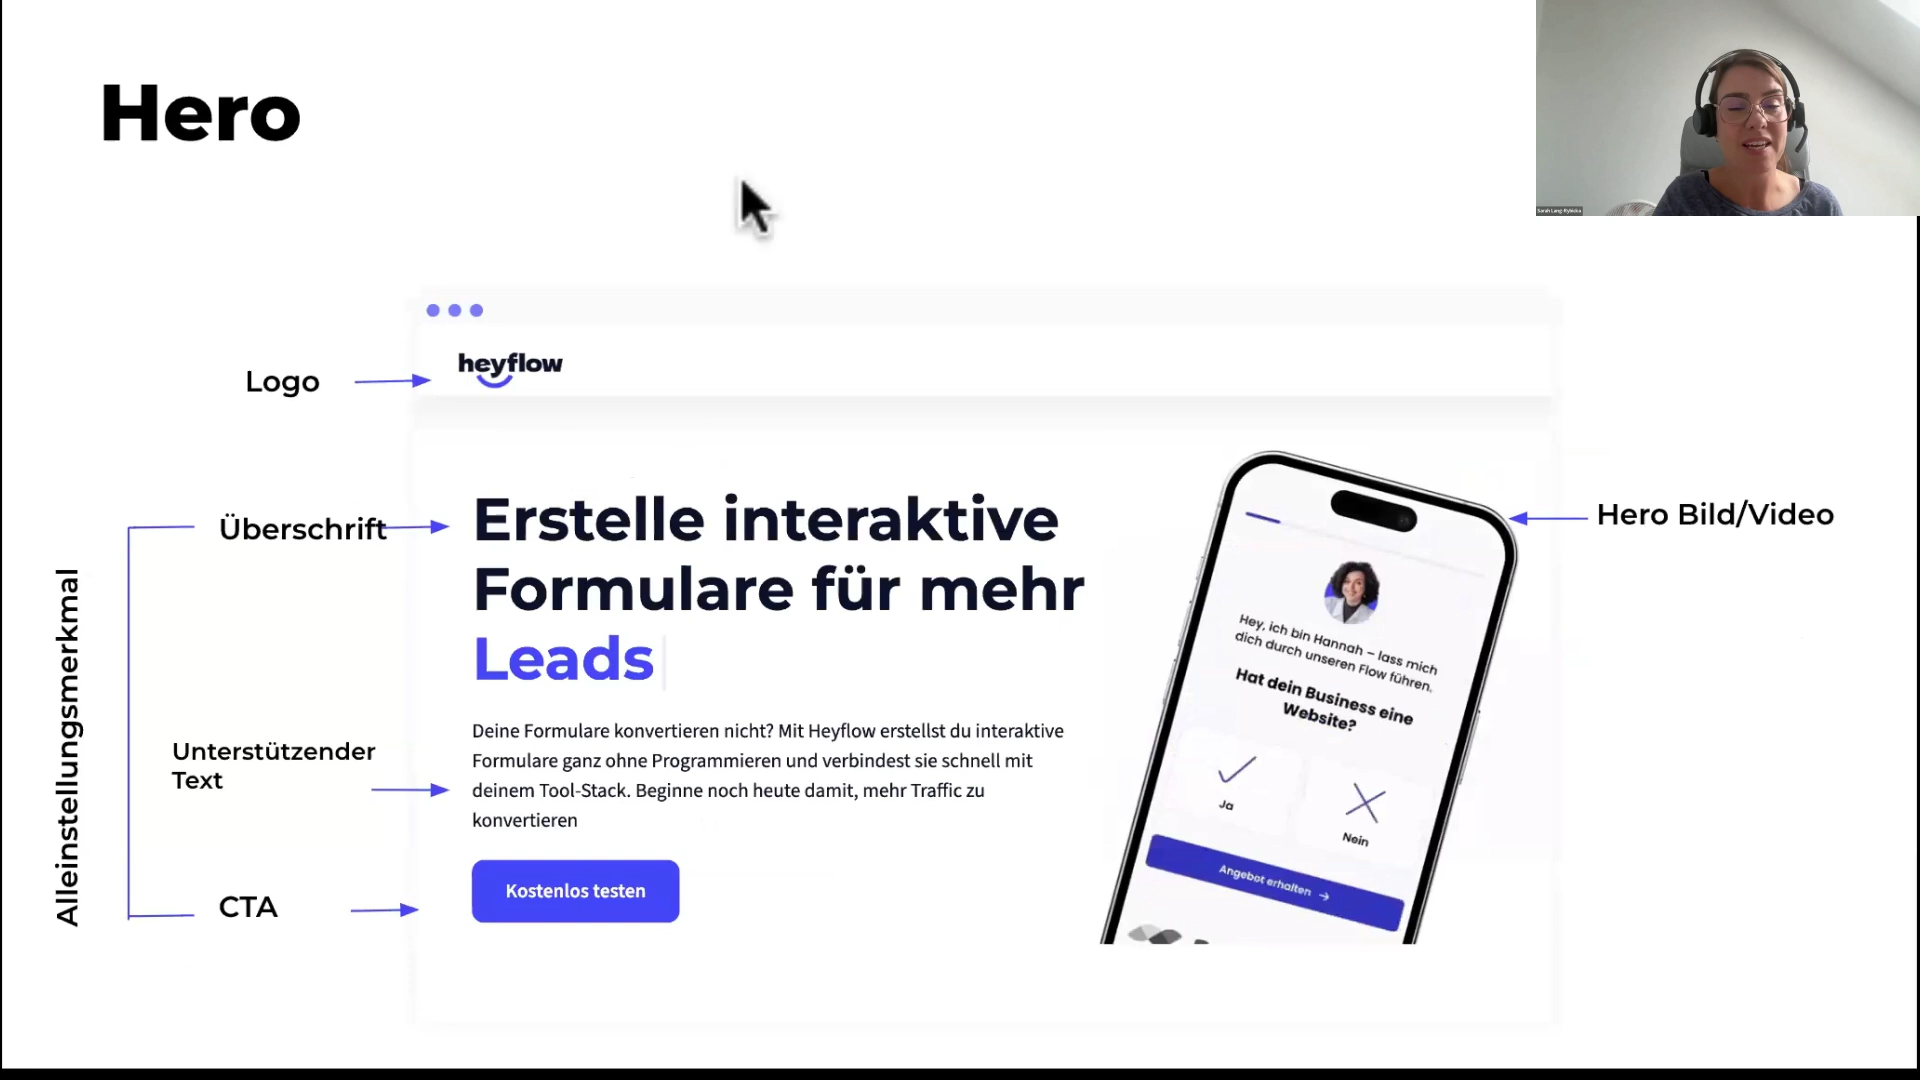 Hero
Sarah Lang-Rybicka
Logo
heyflow
Alleinstellungsmerkmal
Überschrift
Erstelle interaktive
Formulare für mehr
Leads
Unterstützender
Text
Deine Formulare konvertieren nicht? Mit Heyflow erstellst du interaktive
Formulare ganz ohne Programmieren und verbindest sie schnell mit
deinem Tool-Stack. Beginne noch heute damit, mehr Traffic zu
konvertieren
CTA
Kostenlos testen
Hero Bild/Video
Hey, ich bin Hannah – lass mich
dich durch unseren Flow führen.
Hat dein Business eine
Website?
Ja
Nein
Angebot erhalten →